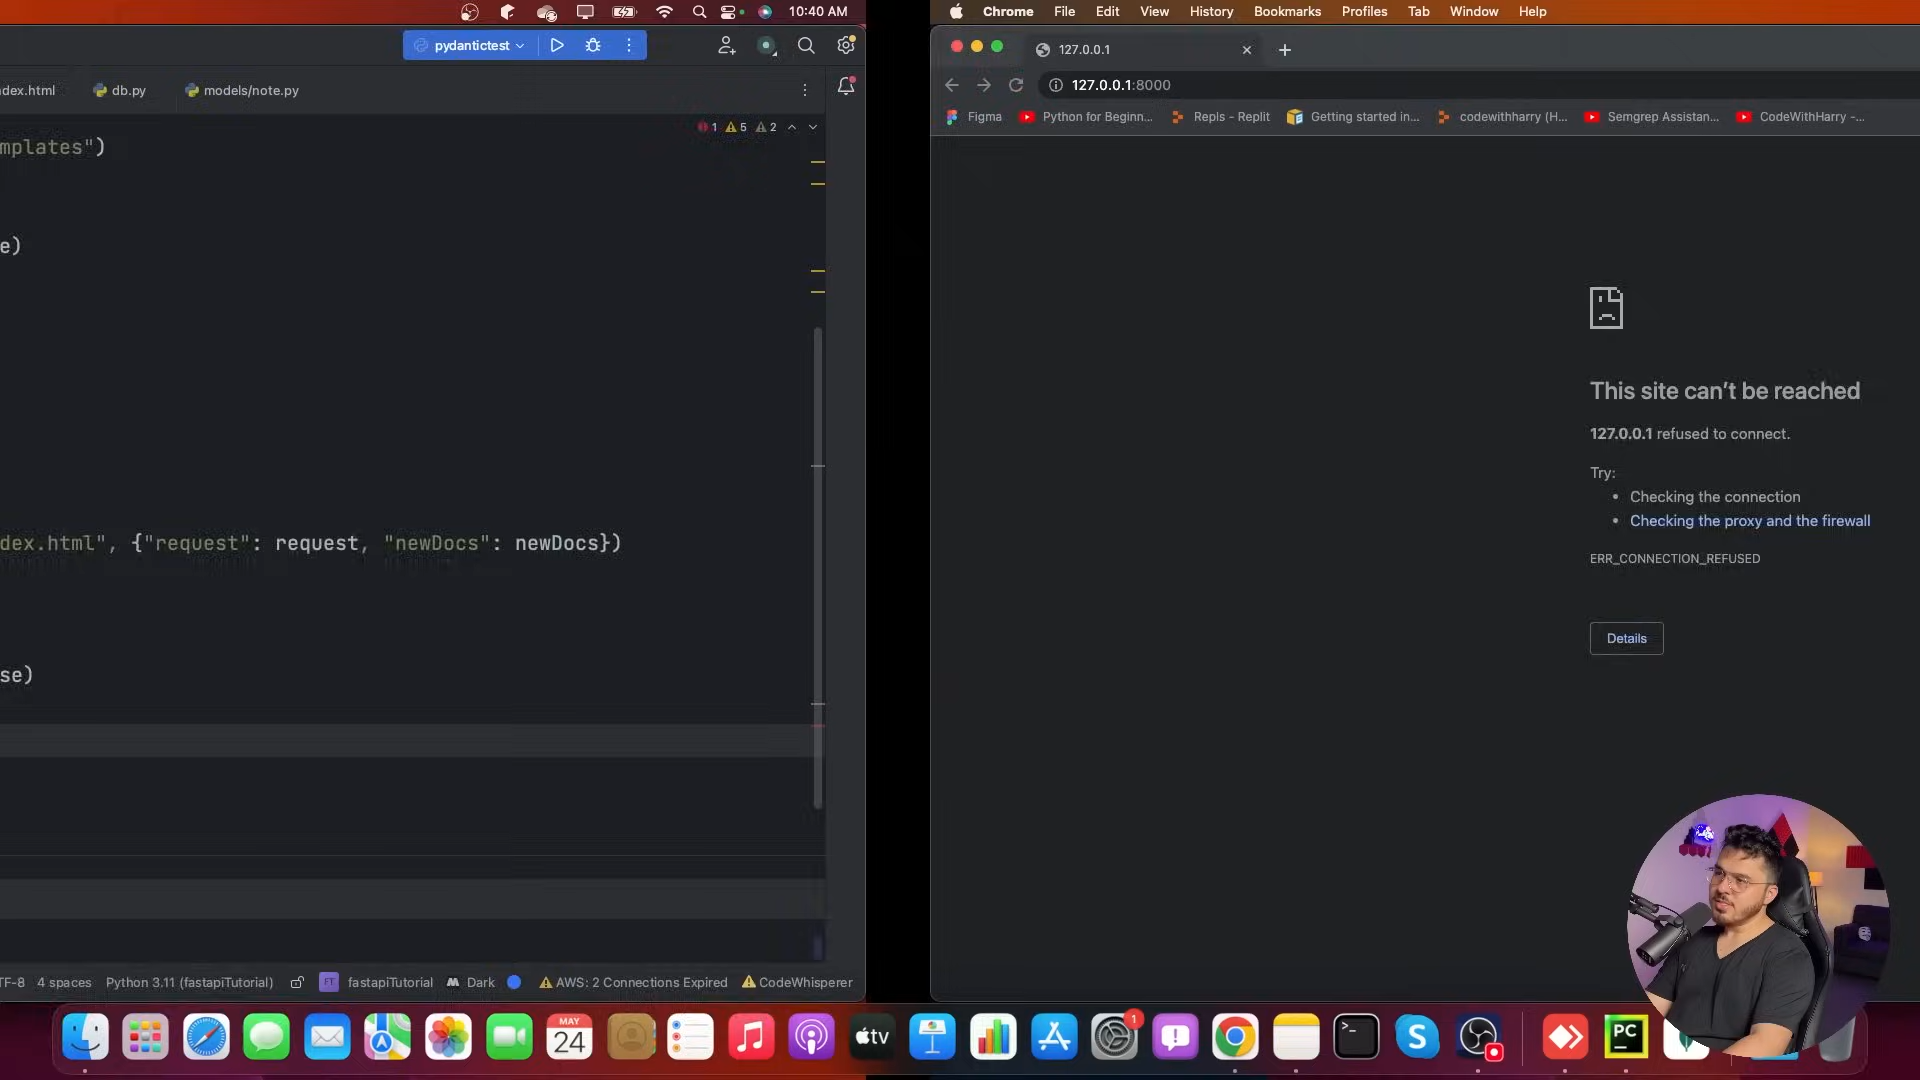 10:40 AM
pydantictest
dex.html
db.py
models/note.py
1
5
2
mplates")
e)
dex.html", {"request": request, "newDocs": newDocs})
se)
TF-8
4 spaces
Python 3.11 (fastapiTutorial)
FT
fastapiTutorial
Dark
AWS: 2 Connections Expired
CodeWhisperer
Chrome
File
Edit
View
History
Bookmarks
Profiles
Tab
Window
Help
127.0.0.1
127.0.0.1:8000
Figma
Python for Beginn...
Repls - Replit
Getting started in...
codewithharry (H...
Semgrep Assistan...
CodeWithHarry -...
This site can’t be reached
127.0.0.1 refused to connect.
Try:
• Checking the connection
• Checking the proxy and the firewall
ERR_CONNECTION_REFUSED
Details
MAY
24
tv
1
>_
S
PC